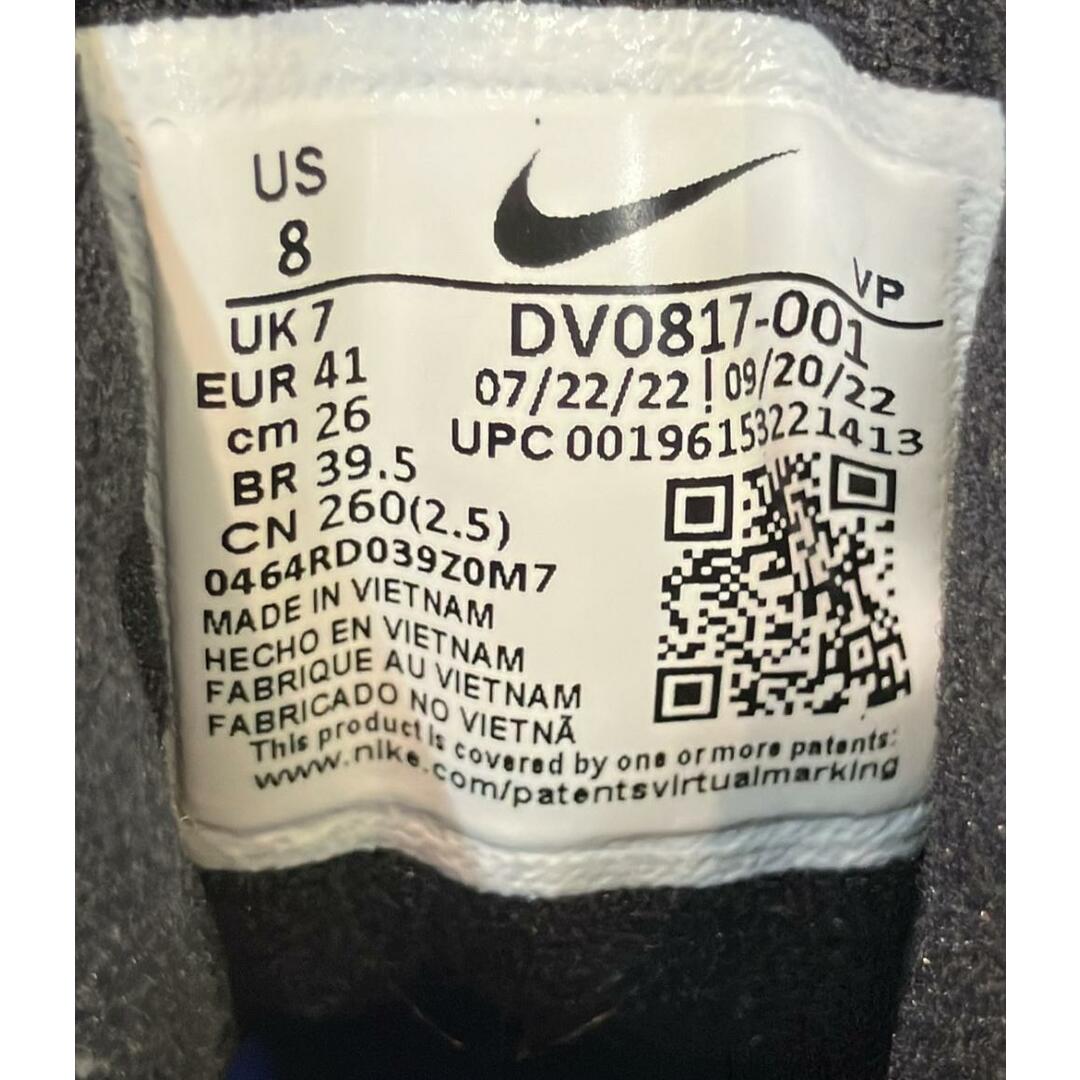 US
8
VP
UK 7
DV0817-001
EUR 41
07/22/22 ! 09/20/22
cm 26
UPC 00196153221413
BR 39.5
CN 260(2.5)
0464RD039Z0M7
MADE IN VIETNAM
HECHO EN VIETNAM
FABRIQUE AU VIETNAM
FABRICADO NO VIETNÃ
This product is covered by one or more patents:
www.nike.com/patentsvirtualmarking